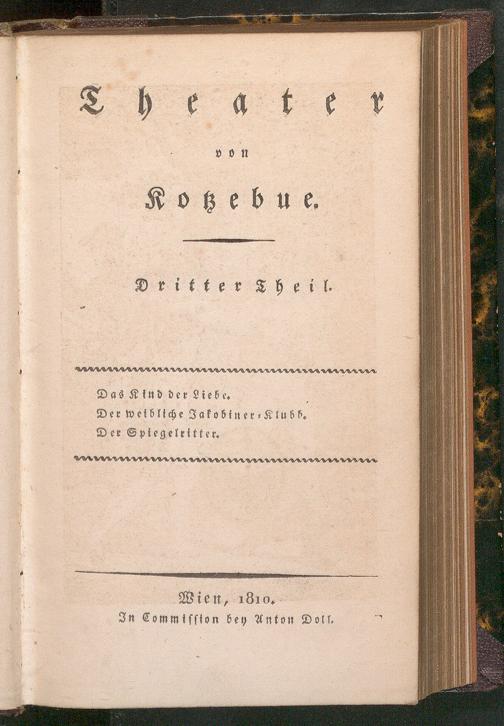 Theater
von
Kotzebue.
Dritter Theil.
Das Kind der Liebe.
Der weibliche Jakobiner-Klubb.
Der Spiegelritter.
Wien, 1810.
In Commission bey Anton Doll.